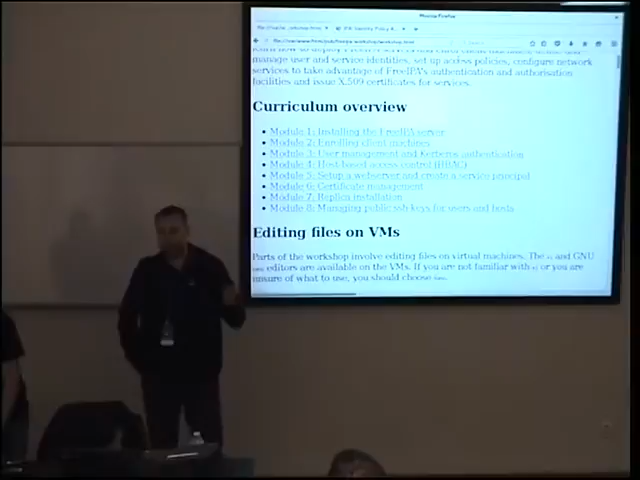 Mozilla Firefox
manage user and service identities, set up access policies, configure network
services to take advantage of FreeIPA's authentication and authorisation
facilities and issue X.509 certificates for services.
Curriculum overview
Module 1: Installing the FreeIPA server
Module 2: Enrolling client machines
Module 3: User management and Kerberos authentication
Module 4: Host-based access control (HBAC)
Module 5: Setup a webserver and create a service principal
Module 6: Certificate management
Module 7: Replica installation
Module 8: Managing public ssh keys for users and hosts
Editing files on VMs
Parts of the workshop involve editing files on virtual machines. The vi and GNU
editors are available on the VMs. If you are not familiar with vi or you are
unsure of what to use, you should choose